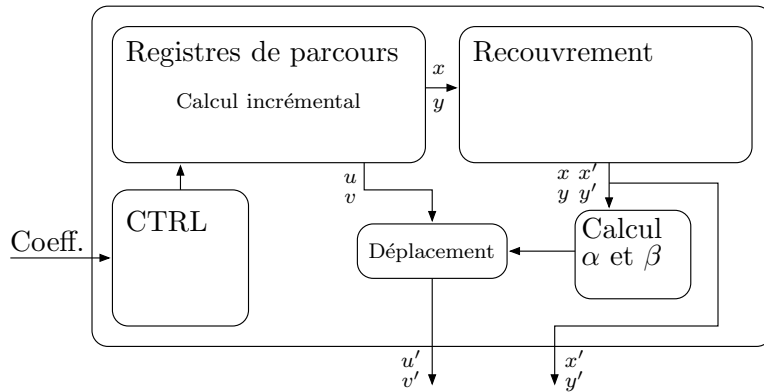 Registres de parcours
Calcul incrémental
x
y
Recouvrement
u
v
x x′
y y′
CTRL
Coeff.
Déplacement
Calcul
α et β
u′
v′
x′
y′